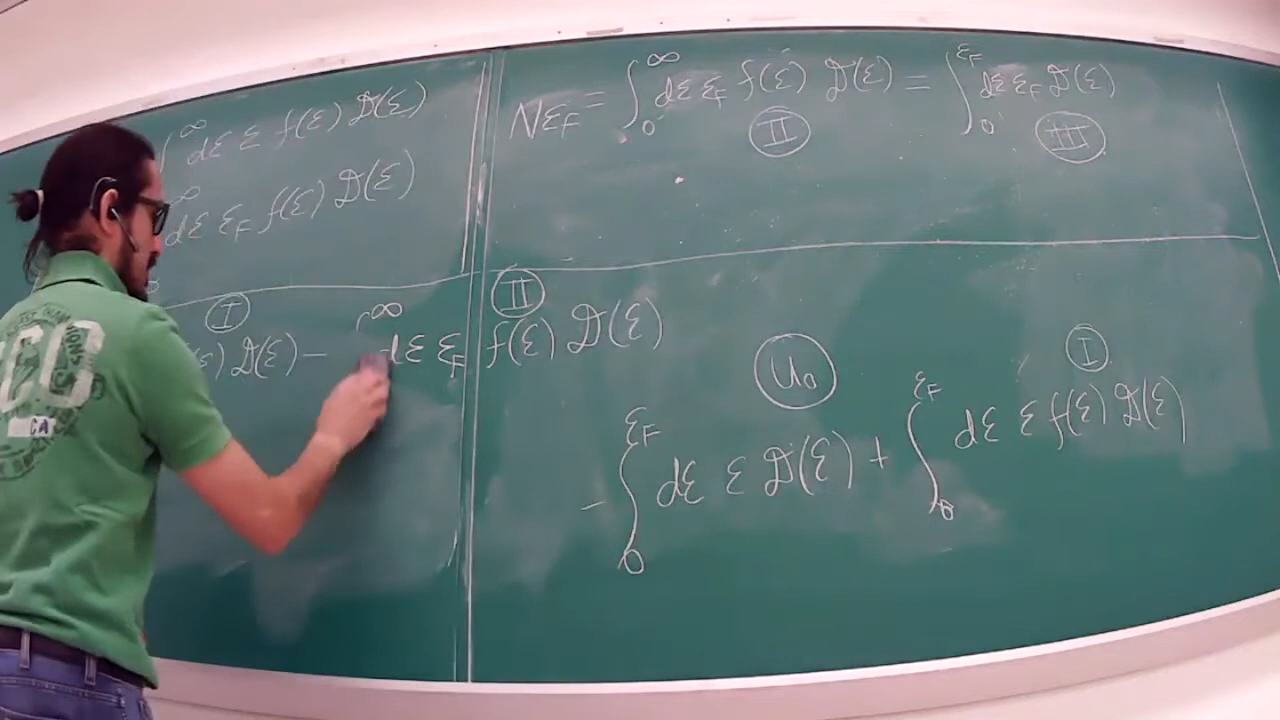 ∫ ∞ dε ε f(ε) 𝒟(ε)
∞ dε ε_F f(ε) 𝒟(ε)
Nε_F = ∫₀^∞ dε ε_F f(ε) 𝒟(ε) = ∫₀^{ε_F} dε ε_F 𝒟(ε)
II III
I II
f(ε) 𝒟(ε) − ∫^∞ dε ε_F f(ε) 𝒟(ε)
U₀ I
− ∫₀^{ε_F} dε ε 𝒟(ε) + ∫₀^{ε_F} dε ε f(ε) 𝒟(ε)
CA